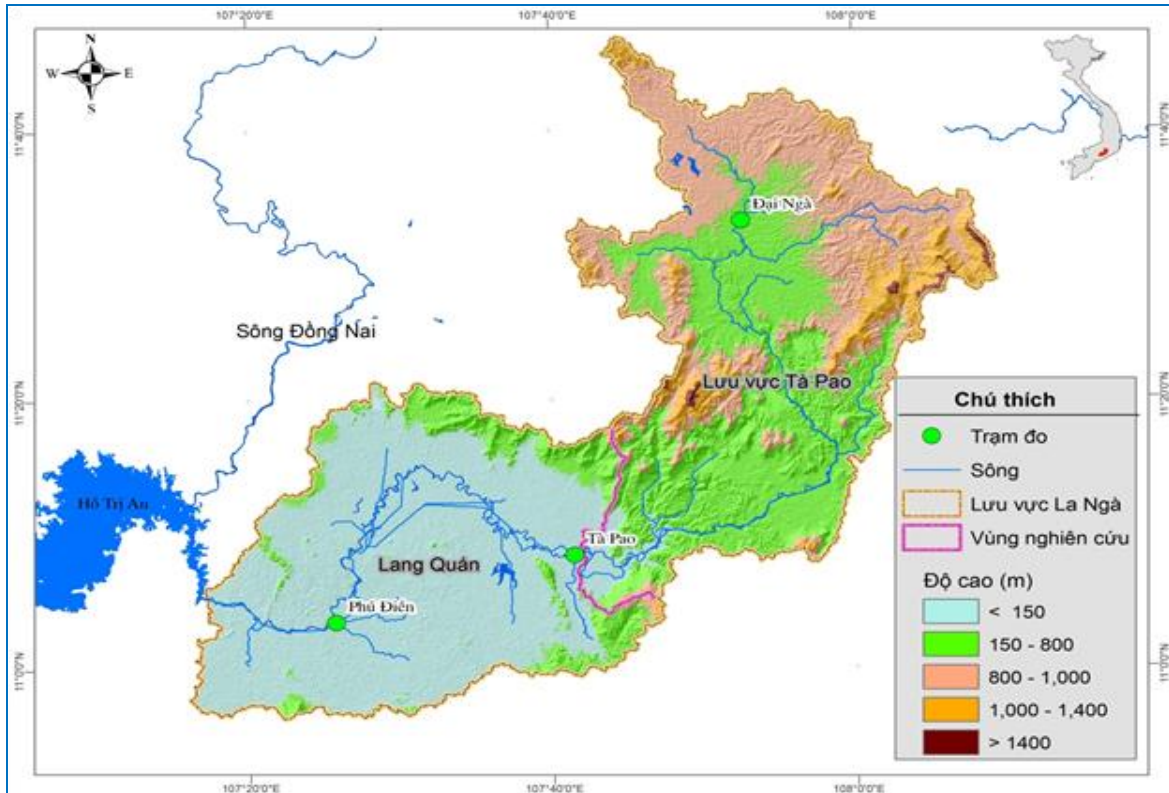 107°20'0"E
107°40'0"E
108°0'0"E
N
W
E
S
11°40'0"N
11°40'0"N
Đại Ngà
Sông Đồng Nai
Lưu vực Tà Pao
11°20'0"N
11°20'0"N
Hồ Trị An
Tà Pao
Lang Quán
Phú Điền
11°0'0"N
11°0'0"N
Chú thích
Trạm đo
Sông
Lưu vực La Ngà
Vùng nghiên cứu
Độ cao (m)
< 150
150 - 800
800 - 1,000
1,000 - 1,400
> 1400
107°20'0"E
107°40'0"E
108°0'0"E